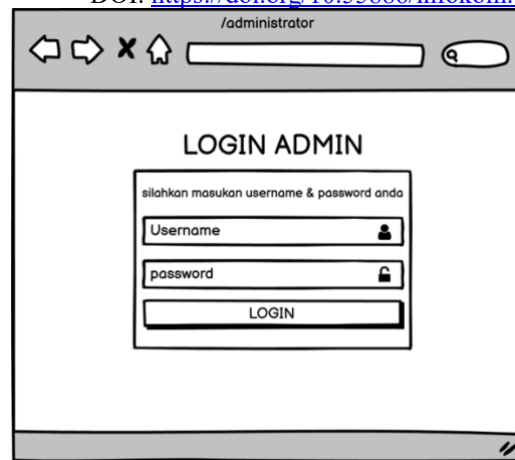 /administrator
LOGIN ADMIN
silahkan masukan username & password anda
Username
password
LOGIN